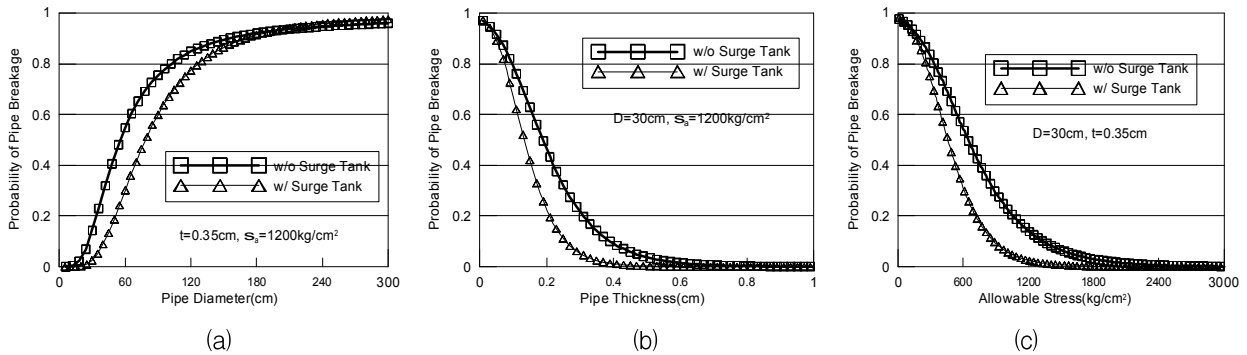 Probability of Pipe Breakage
1
0.8
0.6
0.4
0.2
0
w/o Surge Tank
w/ Surge Tank
t=0.35cm, sₐ=1200kg/cm²
0 60 120 180 240 300
Pipe Diameter(cm)
(a)
Probability of Pipe Breakage
1
0.8
0.6
0.4
0.2
0
w/o Surge Tank
w/ Surge Tank
D=30cm, sₐ=1200kg/cm²
0 0.2 0.4 0.6 0.8 1
Pipe Thickness(cm)
(b)
Probability of Pipe Breakage
1
0.8
0.6
0.4
0.2
0
w/o Surge Tank
w/ Surge Tank
D=30cm, t=0.35cm
0 600 1200 1800 2400 3000
Allowable Stress(kg/cm²)
(c)